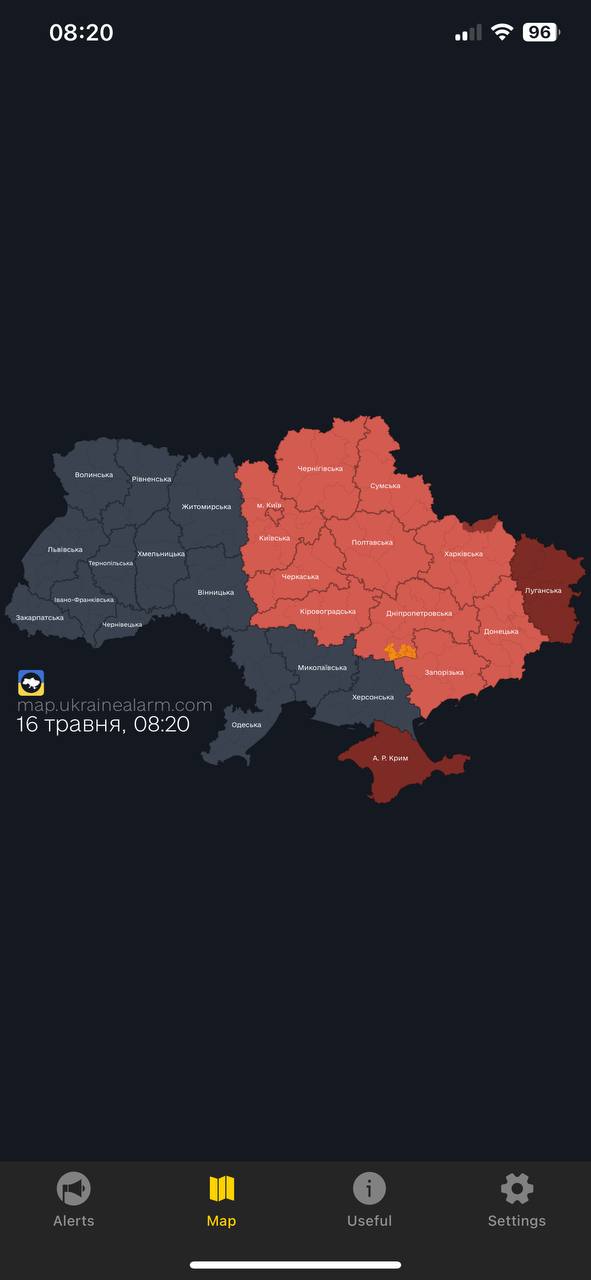 08:20
96
Чернігівська
Волинська
Рівненська
Сумська
Житомирська
м. Київ
Київська
Полтавська
Львівська
Хмельницька
Харківська
Тернопільська
Черкаська
Луганська
Вінницька
Івано-Франківська
Кіровоградська
Дніпропетровська
Закарпатська
Чернівецька
Донецька
Миколаївська
Запорізька
Херсонська
map.ukrainealarm.com
16 травня, 08:20
Одеська
А. Р. Крим
Alerts
Map
Useful
Settings